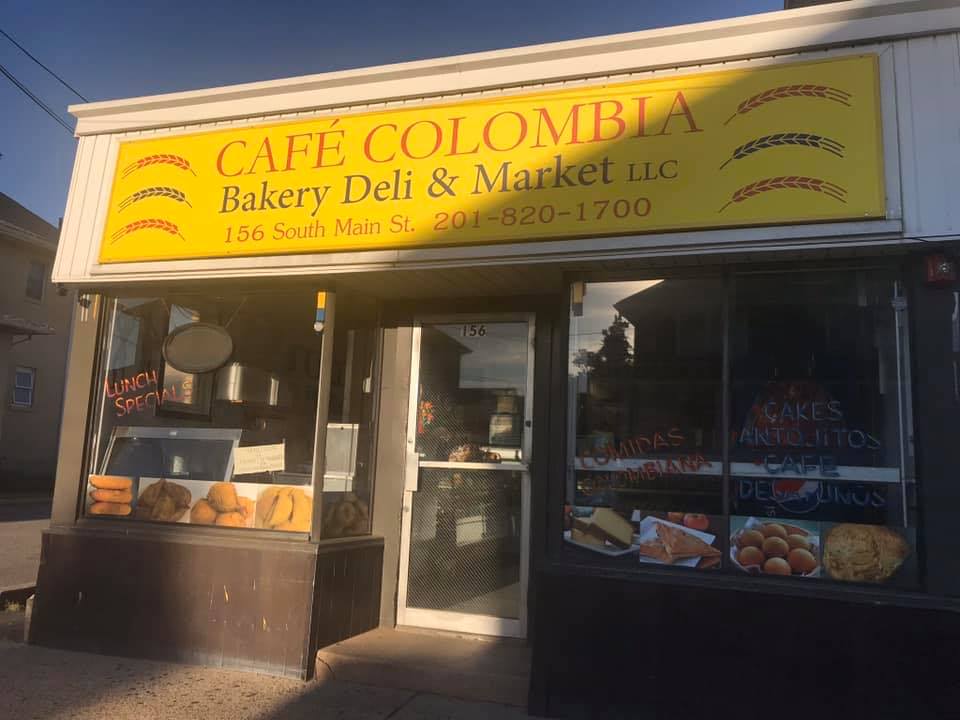 CAFÉ COLOMBIA
Bakery Deli & Market LLC
156 South Main St. 201-820-1700
156
LUNCH
SPECIALS
COMIDAS
COLOMBIANA
CAKES
ANTOJITOS
CAFE
DESAYUNOS